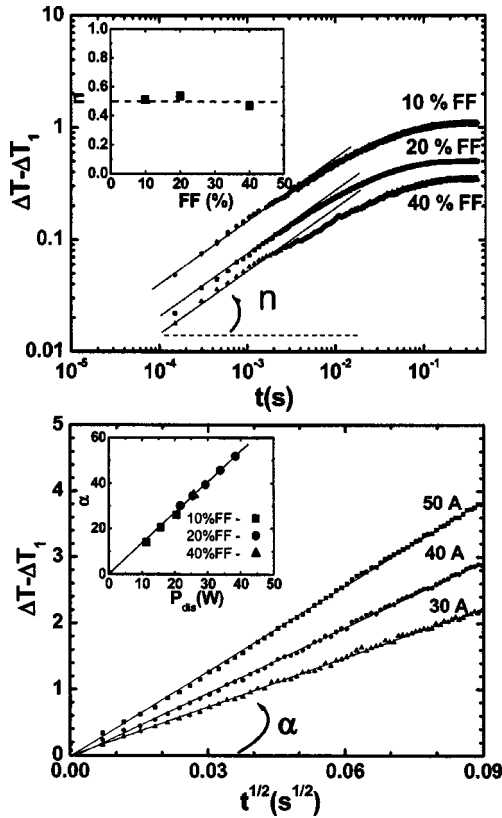 10
1
0.1
0.01
ΔT-ΔT₁
1.0
0.8
0.6
0.4
0.2
0.0
n
0 10 20 30 40 50
FF (%)
10 % FF
20 % FF
40 % FF
n
10⁻⁵ 10⁻⁴ 10⁻³ 10⁻² 10⁻¹
t(s)
5
4
3
2
1
0
ΔT-ΔT₁
60
40
20
0
α
10%FF - ■
20%FF - ●
40%FF - ▲
0 10 20 30 40 50
P_dis(W)
50 A
40 A
30 A
α
0.00 0.03 0.06 0.09
t^1/2(s^1/2)